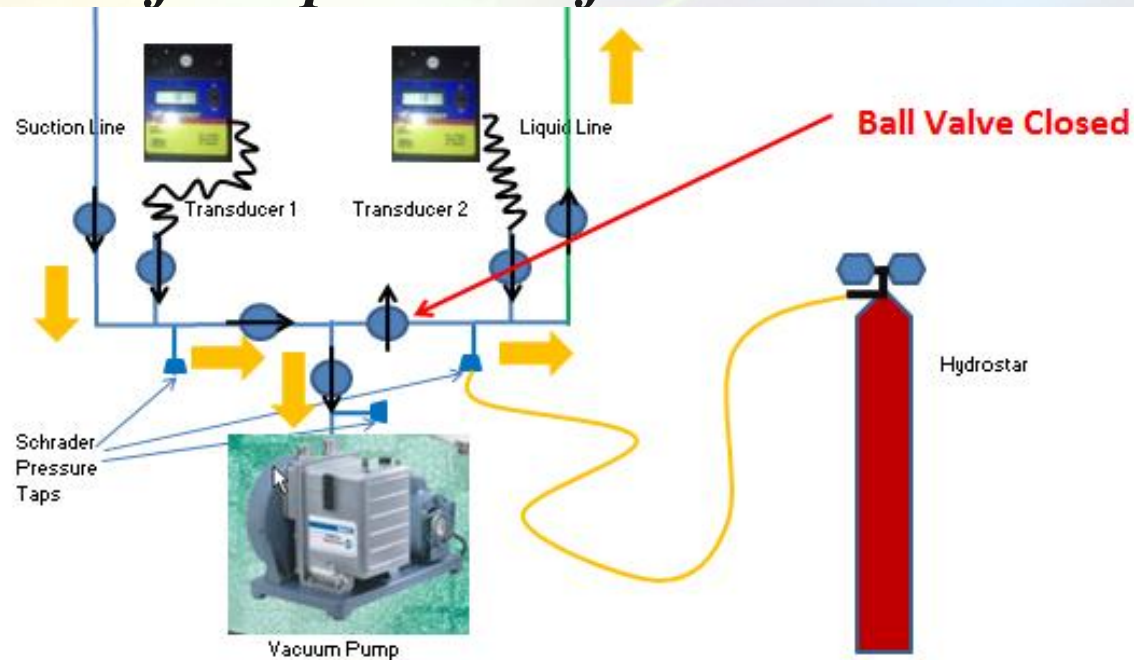 Suction Line
Liquid Line
Ball Valve Closed
Transducer 1
Transducer 2
Hydrostar
Schrader
Pressure
Taps
Vacuum Pump